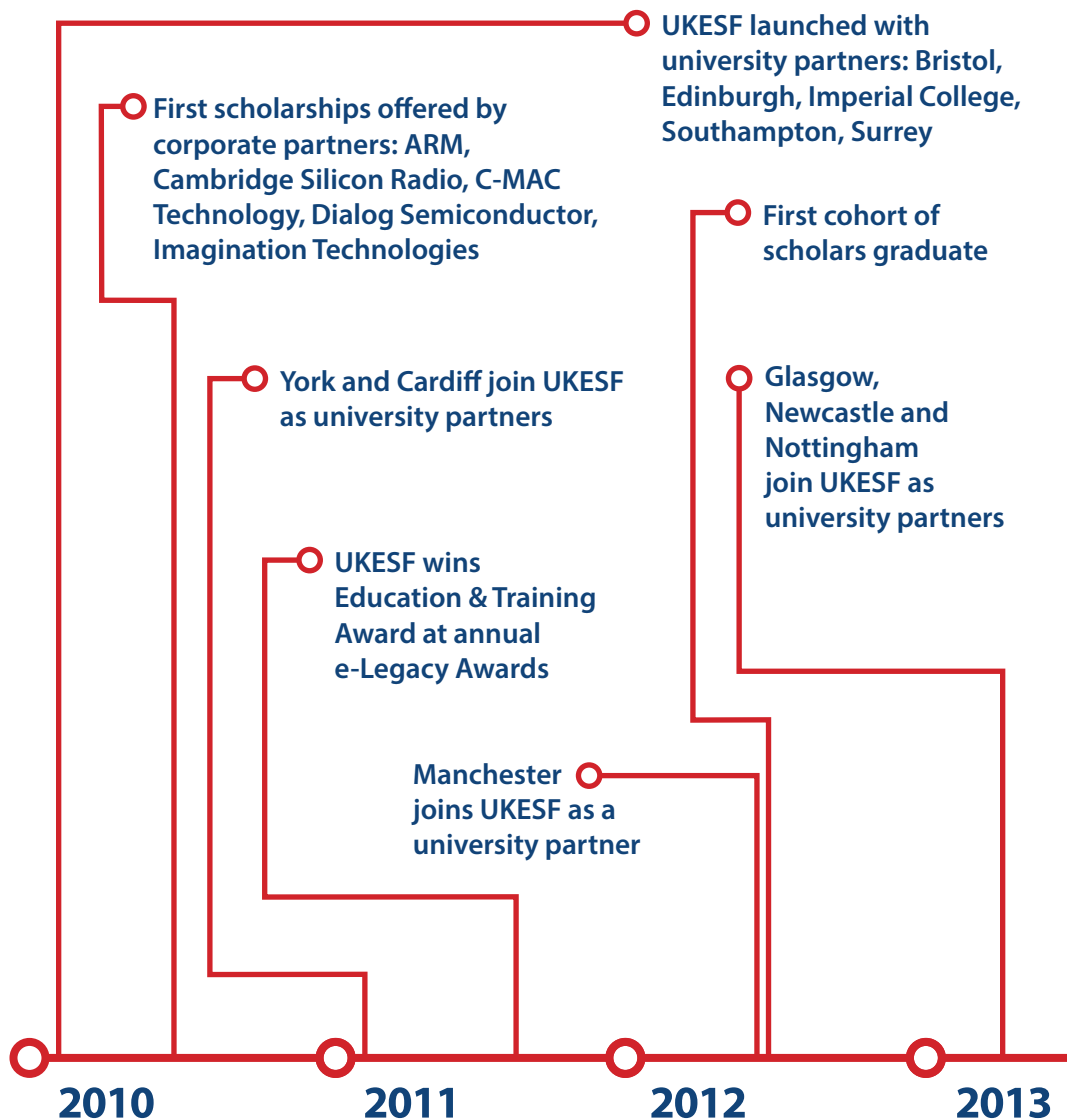 UKESF launched with
university partners: Bristol,
Edinburgh, Imperial College,
Southampton, Surrey
First scholarships offered by
corporate partners: ARM,
Cambridge Silicon Radio, C-MAC
Technology, Dialog Semiconductor,
Imagination Technologies
First cohort of
scholars graduate
York and Cardiff join UKESF
as university partners
Glasgow,
Newcastle and
Nottingham
join UKESF as
university partners
UKESF wins
Education & Training
Award at annual
e-Legacy Awards
Manchester
joins UKESF as a
university partner
2010 2011 2012 2013